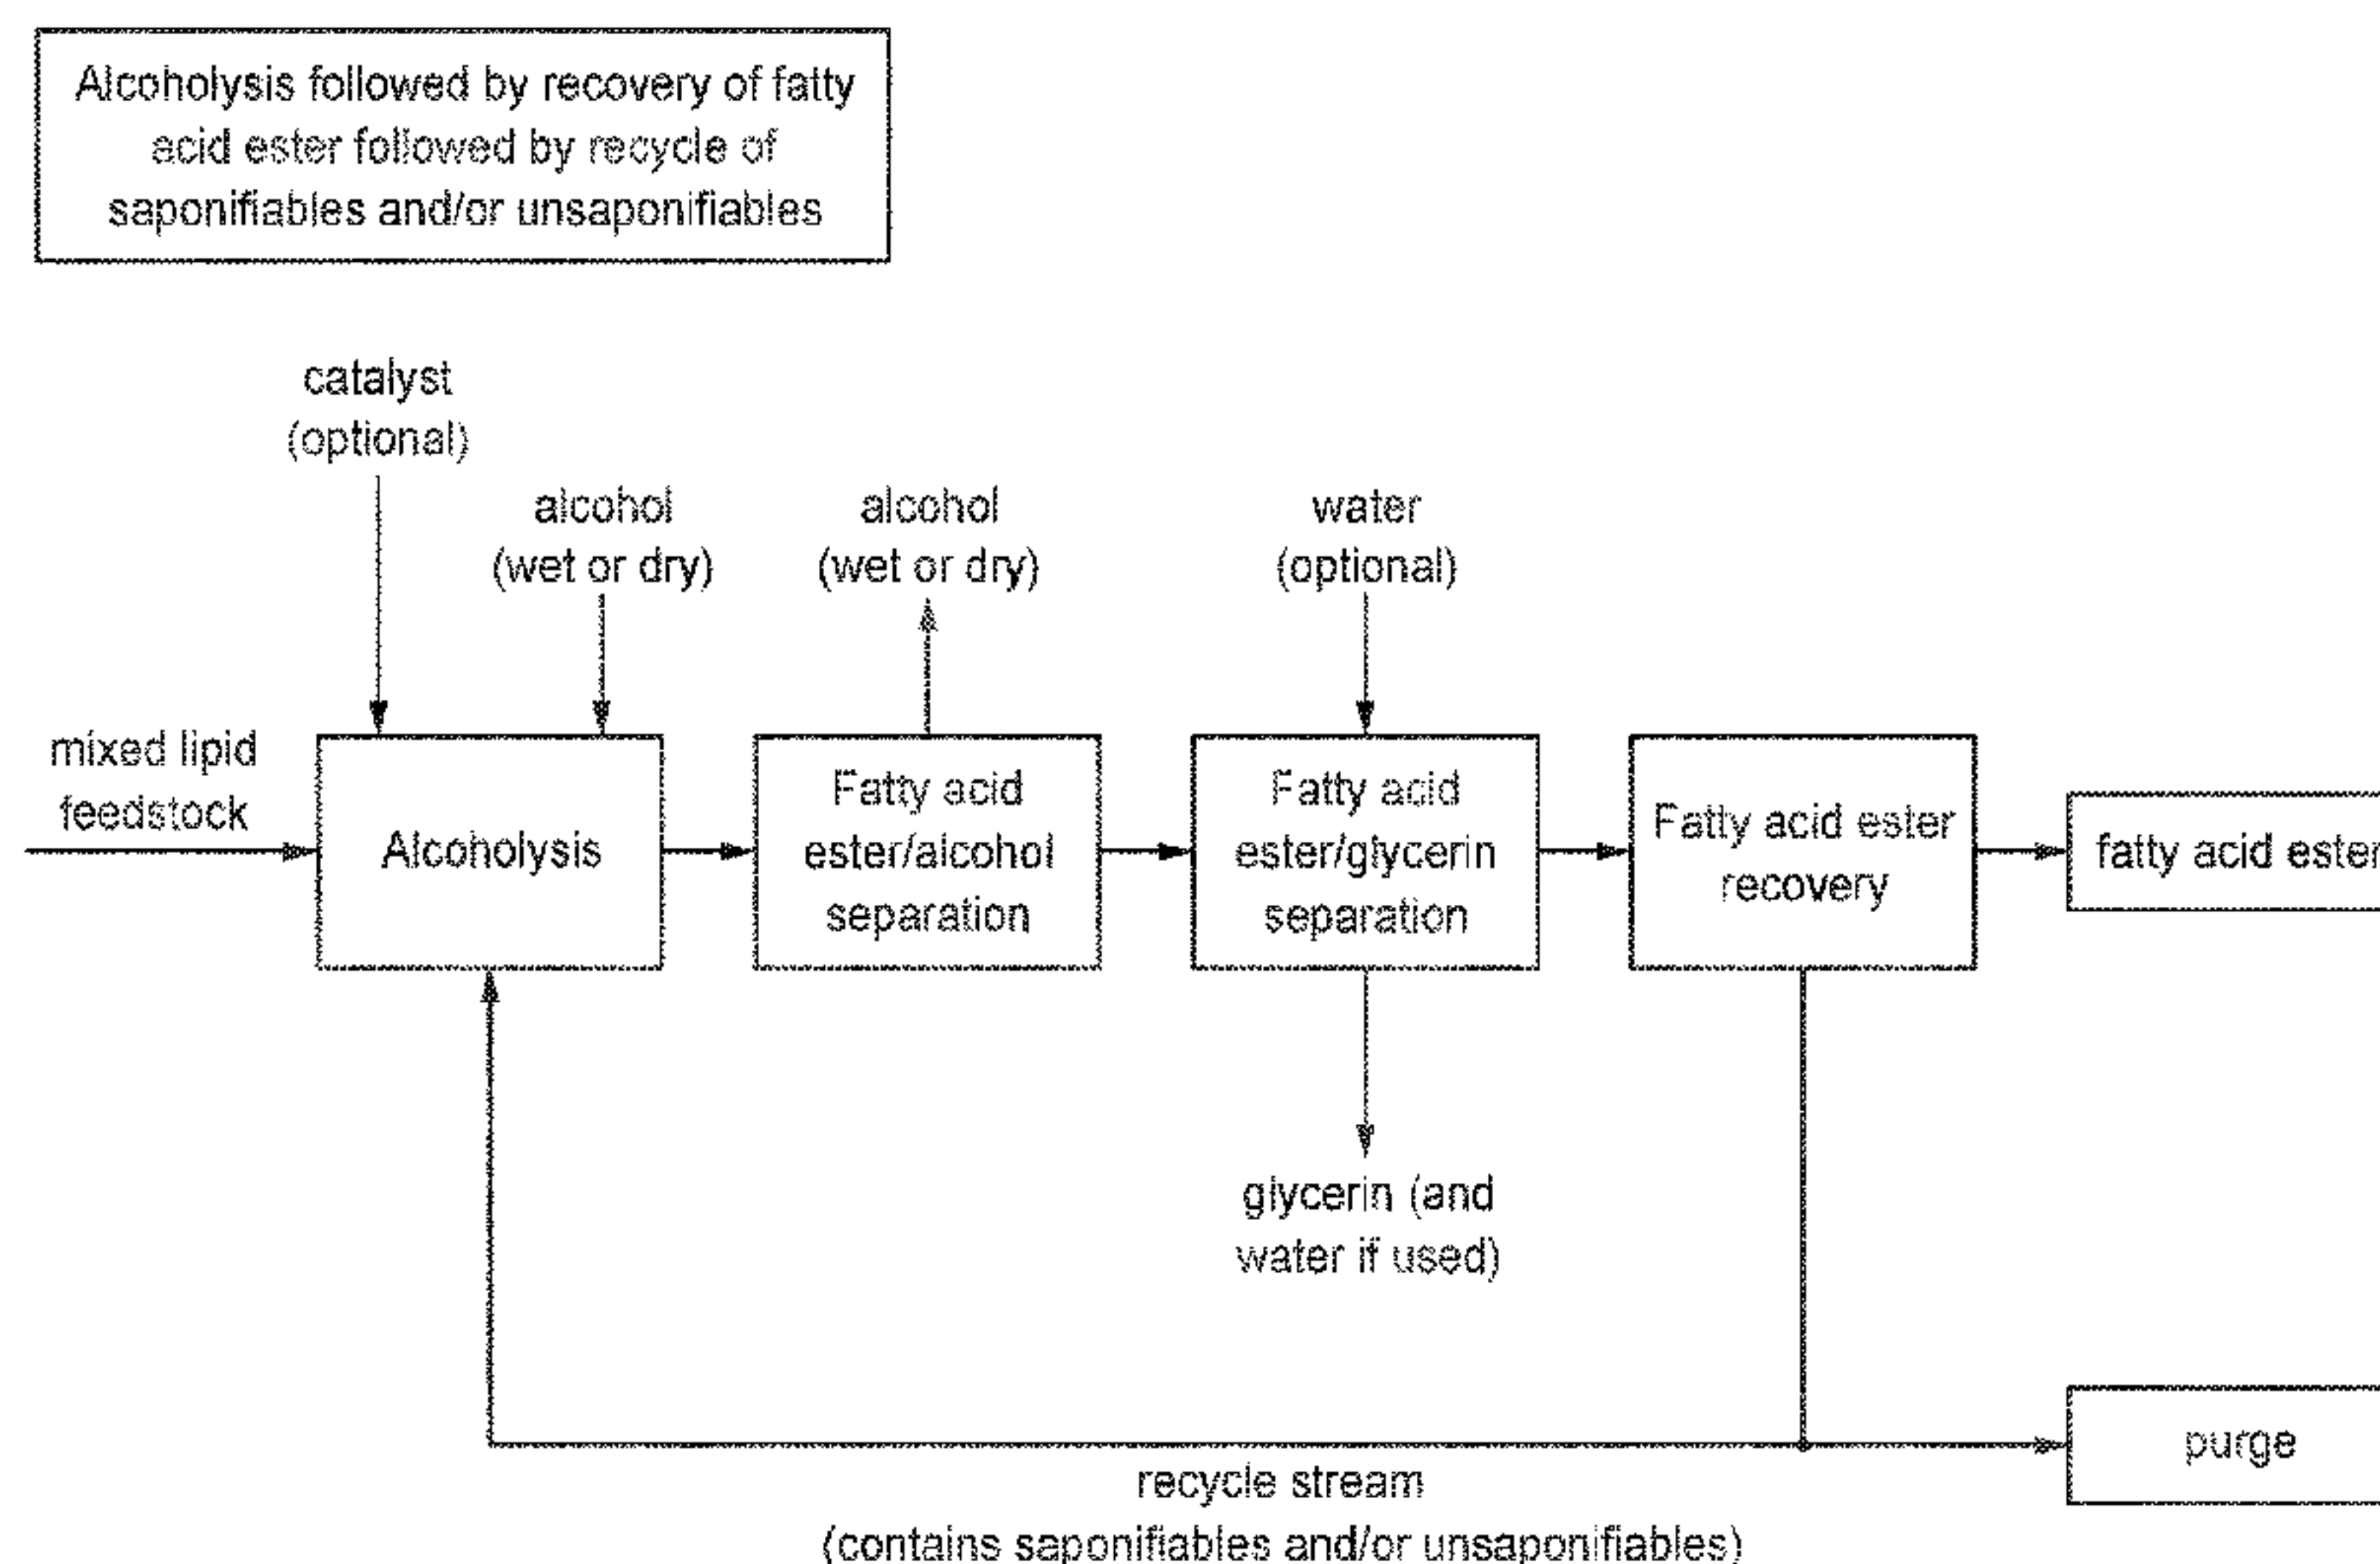 Alcoholysis followed by recovery of fatty
acid ester followed by recycle of
saponifiables and/or unsaponifiables
catalyst
(optional)
alcohol
(wet or dry)
alcohol
(wet or dry)
water
(optional)
mixed lipid
feedstock
Alcoholysis
Fatty acid
ester/alcohol
separation
Fatty acid
ester/glycerin
separation
Fatty acid ester
recovery
fatty acid ester
glycerin (and
water if used)
purge
recycle stream
(contains saponifiables and/or unsaponifiables)